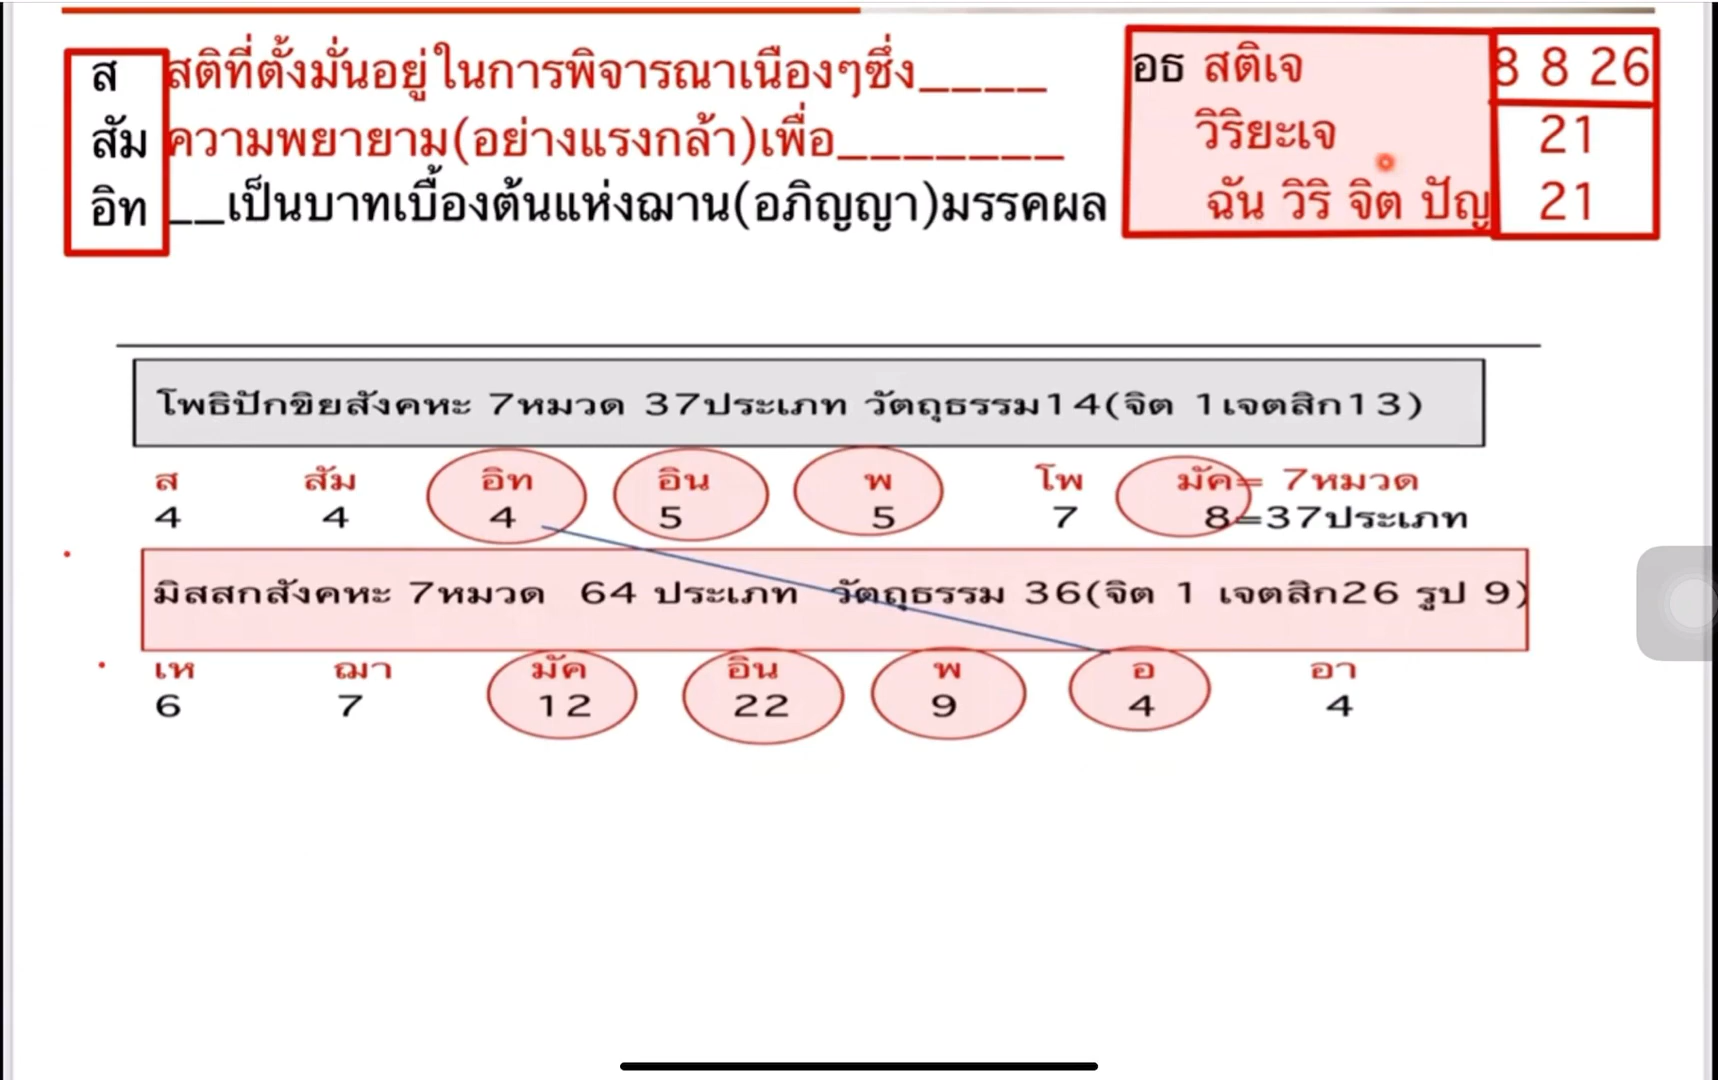 ส สติที่ตั้งมั่นอยู่ในการพิจารณาเนืองๆซึ่ง____ อธ สติเจ 8 8 26
สัม ความพยายาม(อย่างแรงกล้า)เพื่อ_______ วิริยะเจ 21
อิท __เป็นบาทเบื้องต้นแห่งฌาน(อภิญญา)มรรคผล ฉัน วิริ จิต ปัญ 21
โพธิปักขิยสังคหะ 7หมวด 37ประเภท วัตถุธรรม14(จิต 1เจตสิก13)
ส สัม อิท อิน พ โพ มัค= 7หมวด
4 4 4 5 5 7 8=37ประเภท
มิสสกสังคหะ 7หมวด 64 ประเภท วัตถุธรรม 36(จิต 1 เจตสิก26 รูป 9)
เห ฌา มัค อิน พ อ อา
6 7 12 22 9 4 4